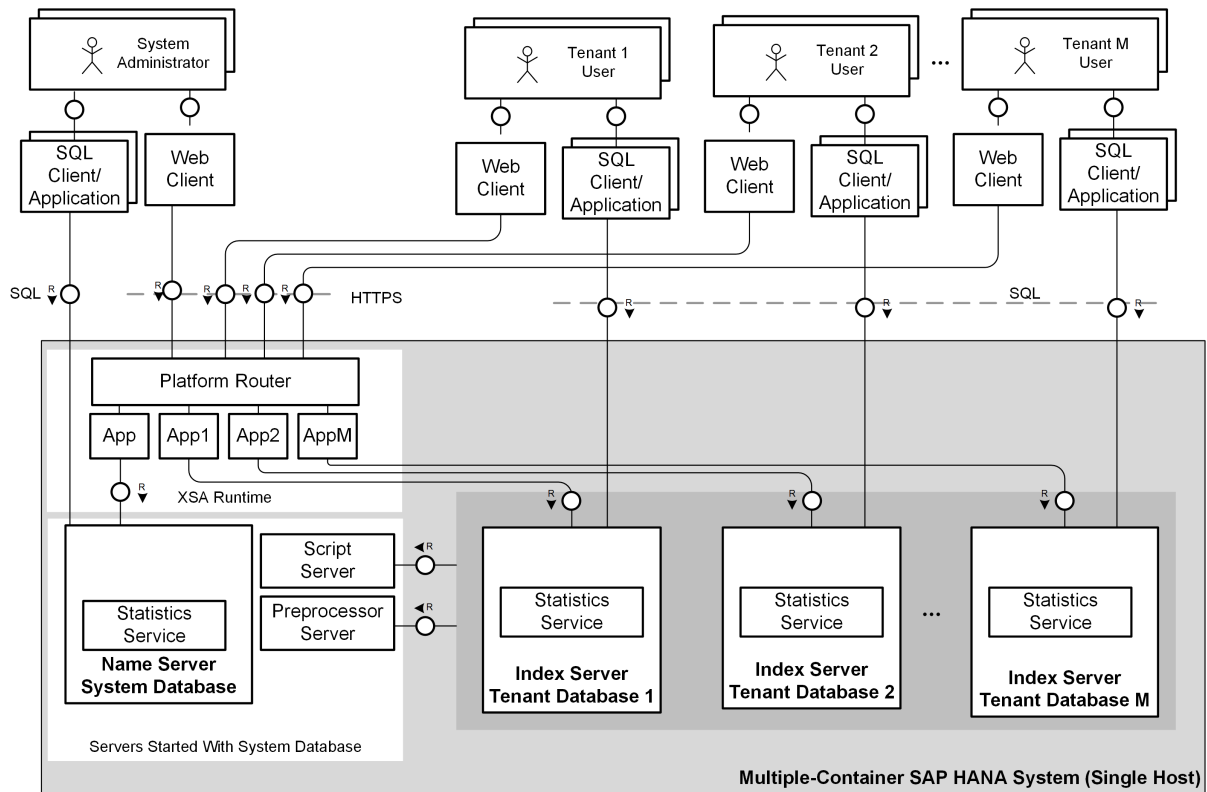 System
Administrator
Tenant 1
User
Tenant 2
User
...
Tenant M
User
SQL
Client/
Application
Web
Client
Web
Client
SQL
Client/
Application
Web
Client
SQL
Client/
Application
Web
Client
SQL
Client/
Application
SQL
R
R
R
R
R
HTTPS
R
R
SQL
R
Platform Router
App
App1
App2
AppM
R
XSA Runtime
R
R
R
Script
Server
R
Preprocessor
Server
R
Statistics
Service
Name Server
System Database
Statistics
Service
Index Server
Tenant Database 1
Statistics
Service
Index Server
Tenant Database 2
...
Statistics
Service
Index Server
Tenant Database M
Servers Started With System Database
Multiple-Container SAP HANA System (Single Host)